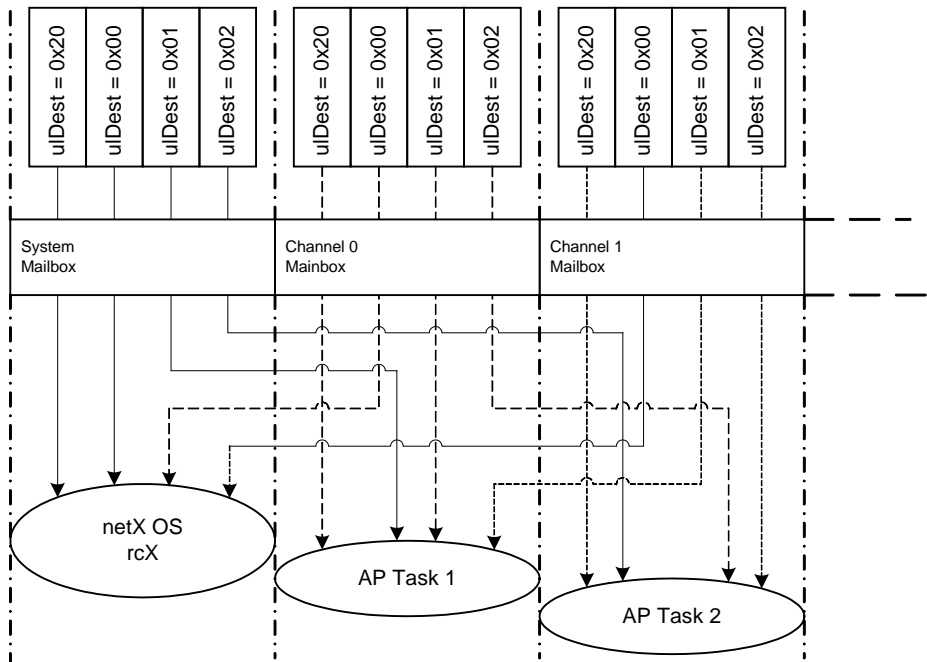 ulDest = 0x20
ulDest = 0x00
ulDest = 0x01
ulDest = 0x02
ulDest = 0x20
ulDest = 0x00
ulDest = 0x01
ulDest = 0x02
ulDest = 0x20
ulDest = 0x00
ulDest = 0x01
ulDest = 0x02
System
Mailbox
Channel 0
Mainbox
Channel 1
Mailbox
netX OS
rcX
AP Task 1
AP Task 2